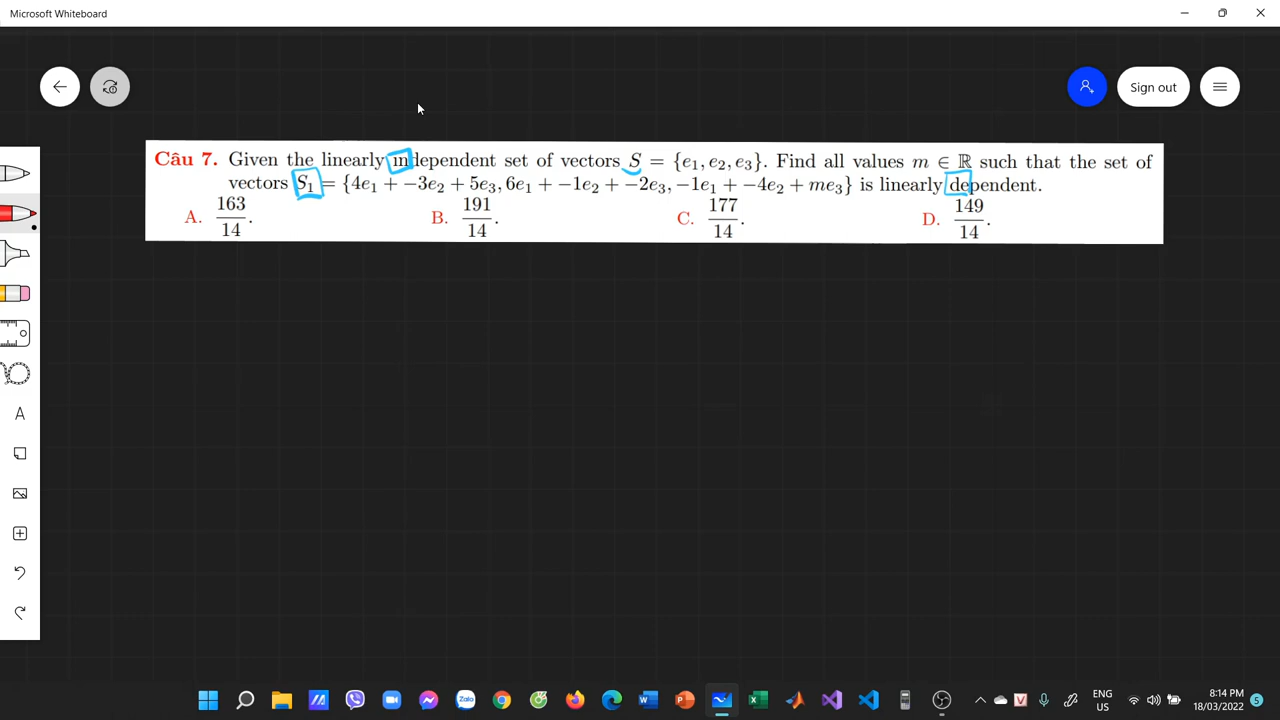 Microsoft Whiteboard
Sign out
Câu 7. Given the linearly independent set of vectors S = {e₁, e₂, e₃}. Find all values m ∈ ℝ such that the set of
vectors S₁ = {4e₁ + −3e₂ + 5e₃, 6e₁ + −1e₂ + −2e₃, −1e₁ + −4e₂ + me₃} is linearly dependent.
A. 163/14. B. 191/14. C. 177/14. D. 149/14.
A
Zalo
ENG
US
V
8:14 PM
18/03/2022
5